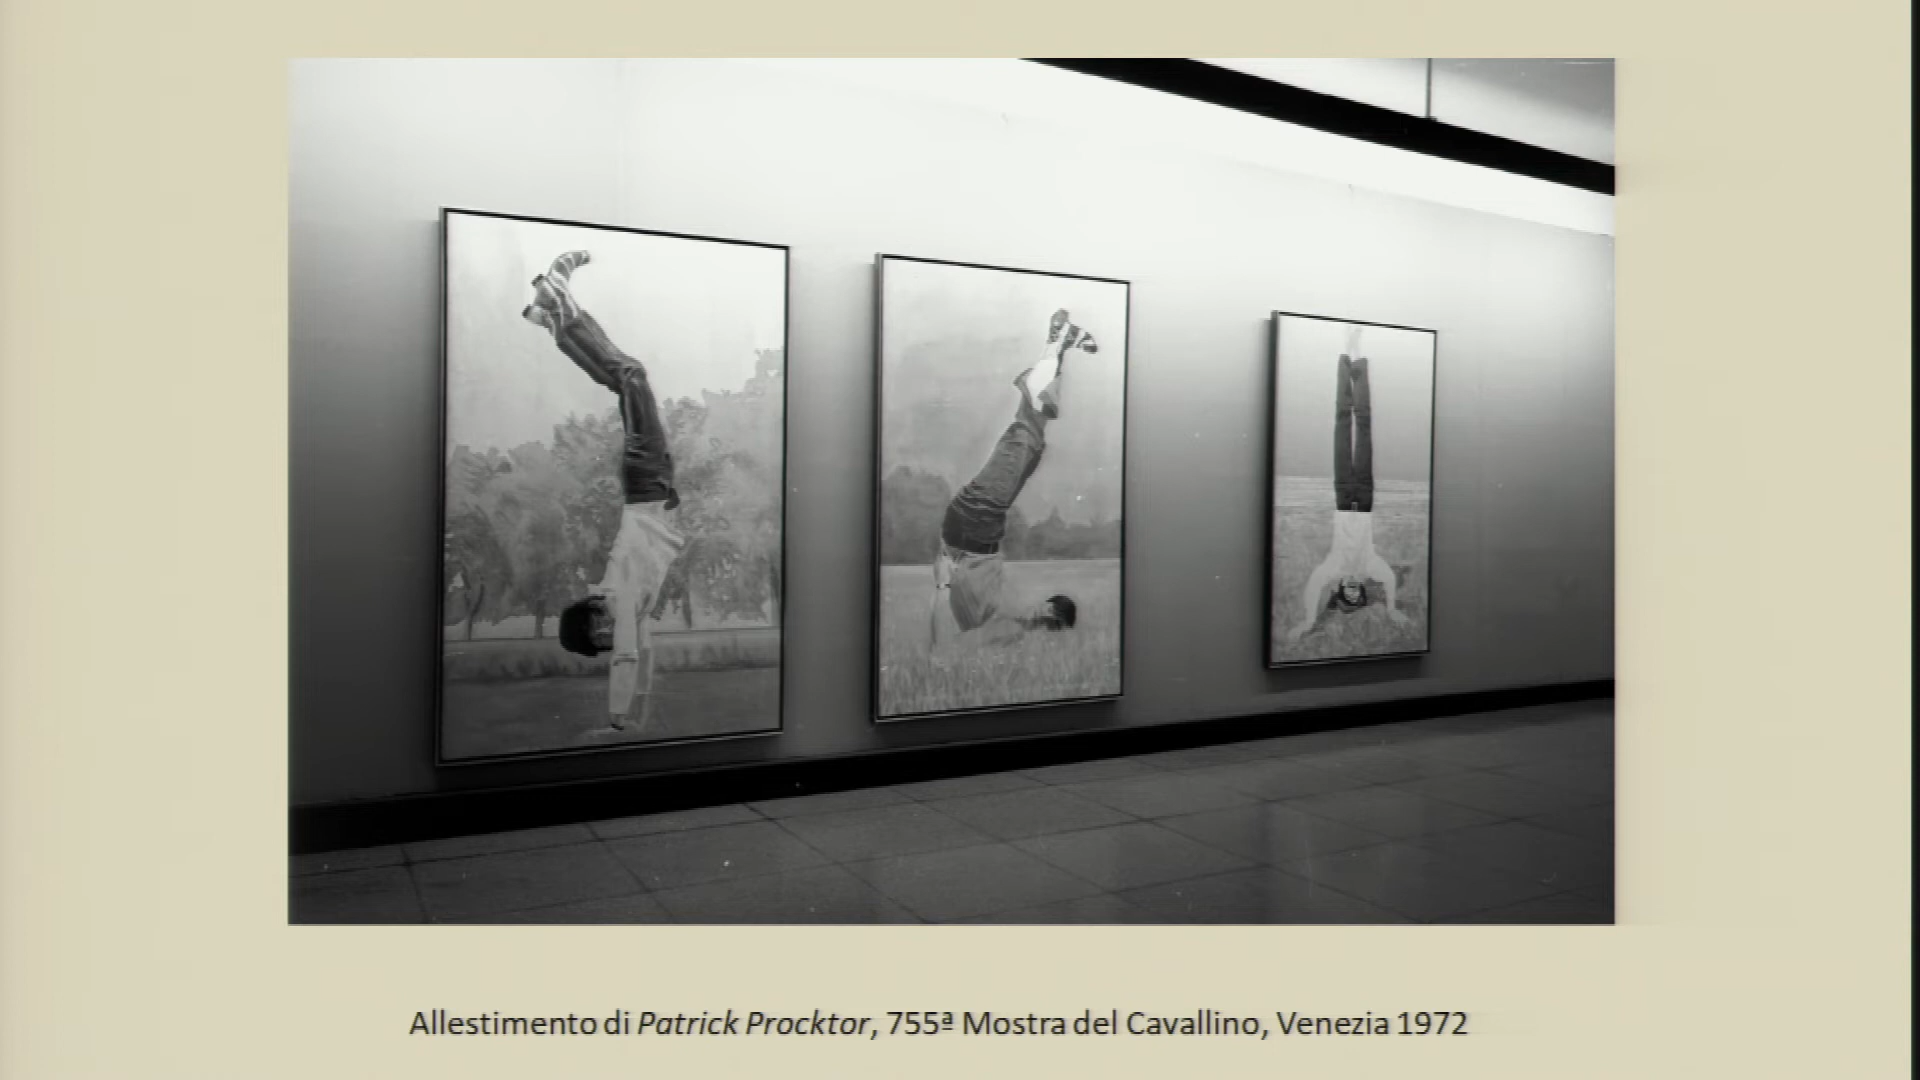 Allestimento di Patrick Procktor, 755ª Mostra del Cavallino, Venezia 1972